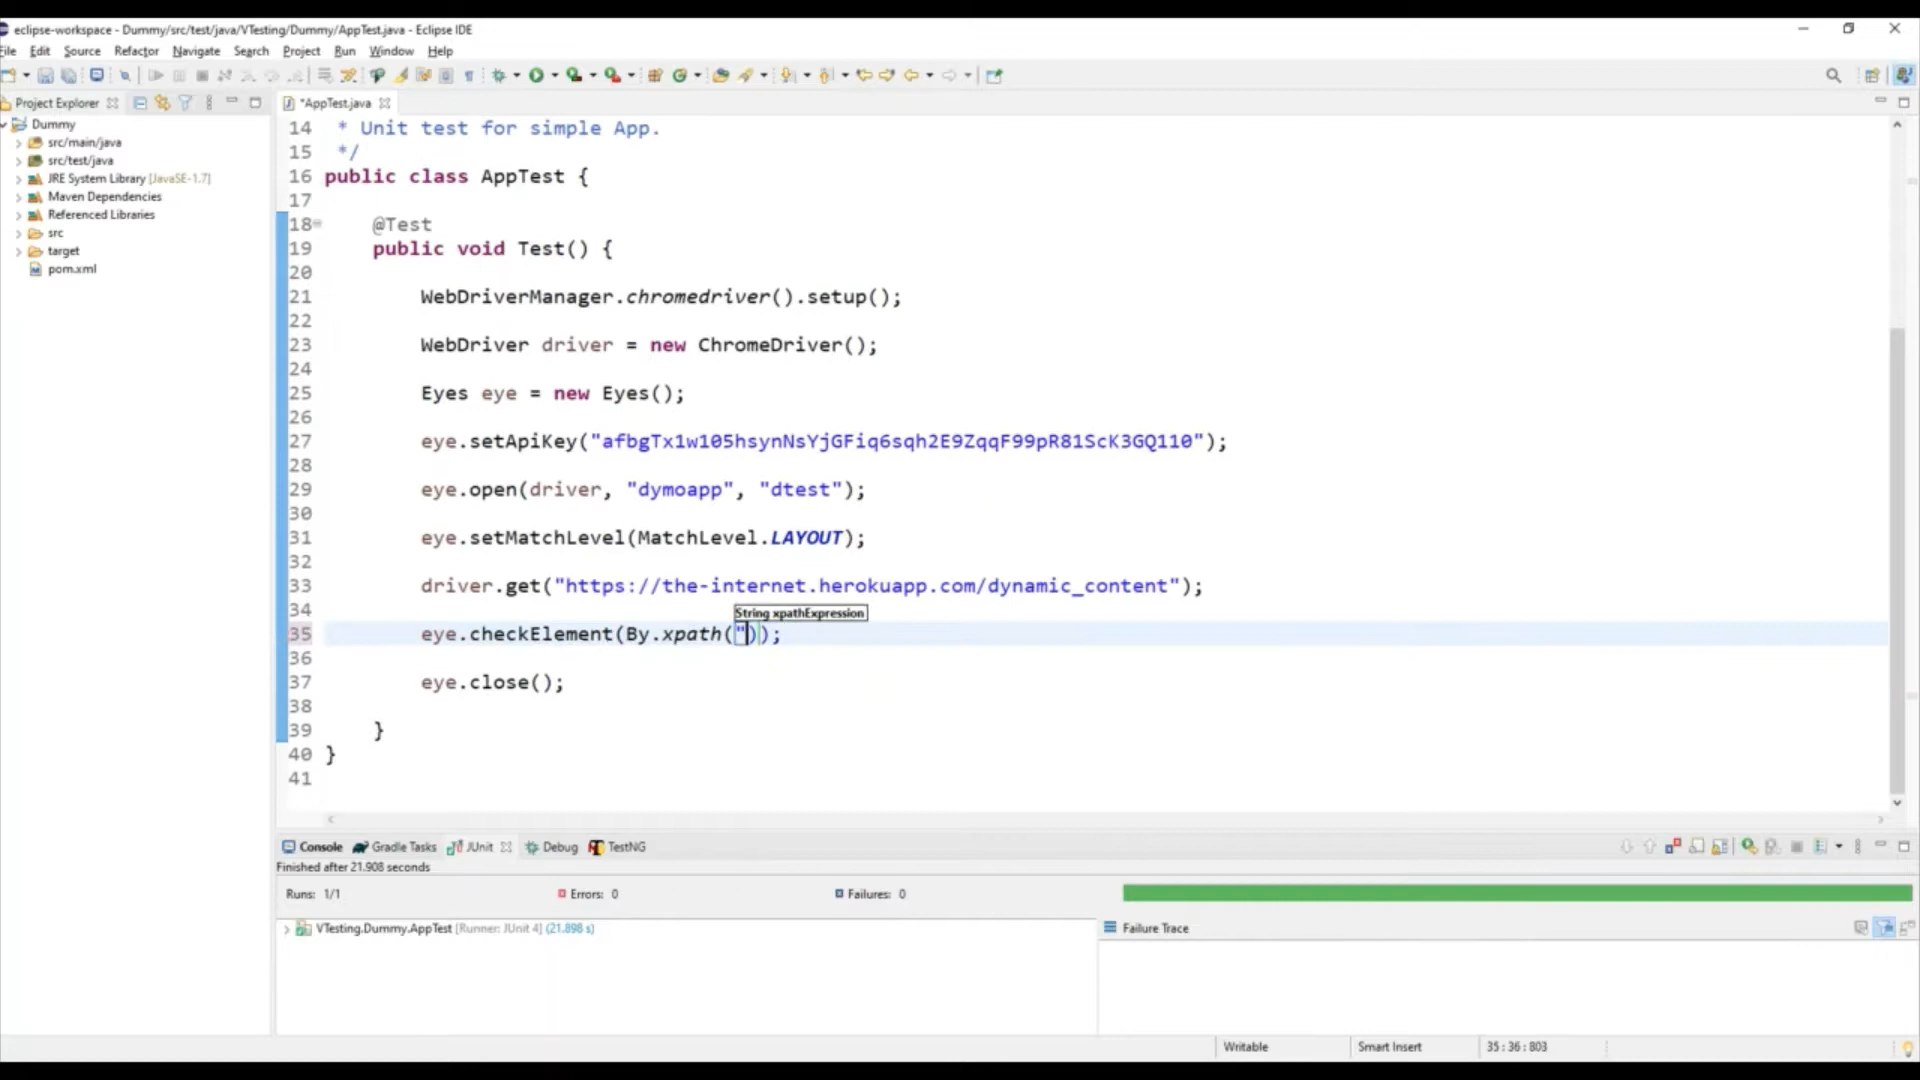 eclipse-workspace - Dummy/src/test/java/VTesting/Dummy/AppTest.java - Eclipse IDE
File Edit Source Refactor Navigate Search Project Run Window Help
Project Explorer
*AppTest.java
Dummy
src/main/java
src/test/java
JRE System Library [JavaSE-1.7]
Maven Dependencies
Referenced Libraries
src
target
pom.xml
14 * Unit test for simple App.
15 */
16 public class AppTest {
17
18 @Test
19 public void Test() {
20
21 WebDriverManager.chromedriver().setup();
22
23 WebDriver driver = new ChromeDriver();
24
25 Eyes eye = new Eyes();
26
27 eye.setApiKey("afbgTx1w105hsynNsYjGFiq6sqh2E9ZqqF99pR81ScK3GQ110");
28
29 eye.open(driver, "dymoapp", "dtest");
30
31 eye.setMatchLevel(MatchLevel.LAYOUT);
32
33 driver.get("https://the-internet.herokuapp.com/dynamic_content");
34
String xpathExpression
35 eye.checkElement(By.xpath("));
36
37 eye.close();
38
39 }
40 }
41
Console Gradle Tasks JUnit Debug TestNG
Finished after 21.908 seconds
Runs: 1/1 Errors: 0 Failures: 0
VTesting.Dummy.AppTest [Runner: JUnit 4] (21.898 s)
Failure Trace
Writable Smart Insert 35 : 36 : 803